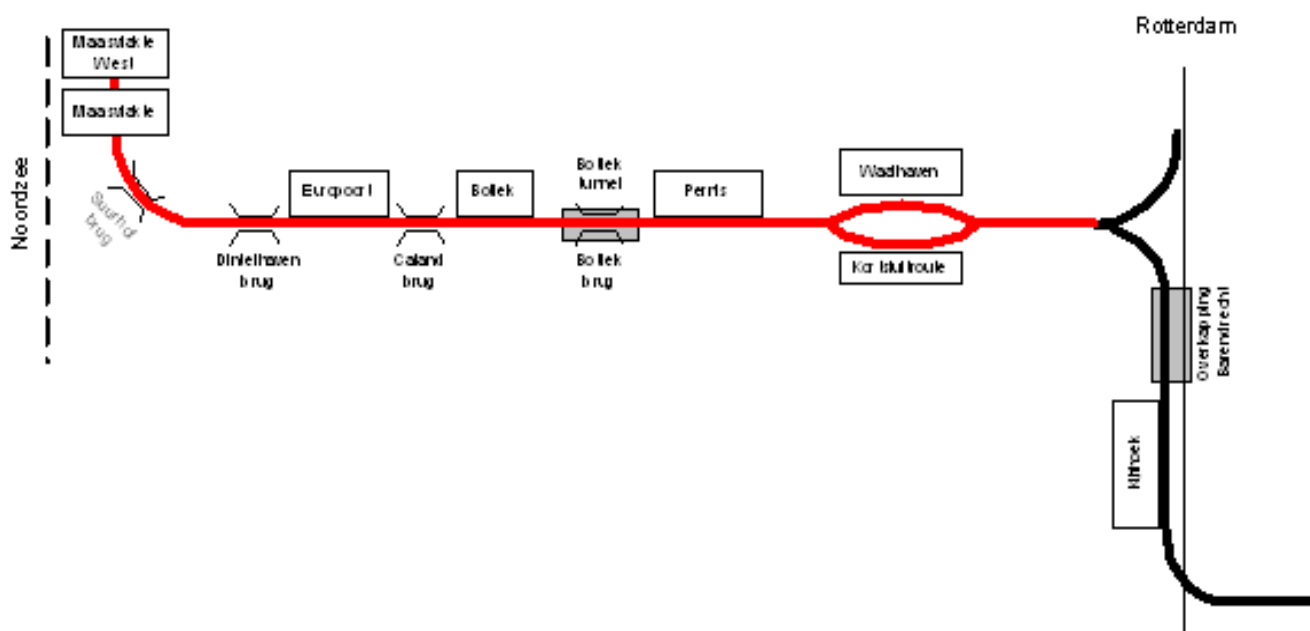 Rotterdam
Maasvlakte
West
Maasvlakte
Noordzee
Suurhof
brug
Europoort
Botlek
Botlek
tunnel
Pernis
Waalhaven
Dintelhaven
brug
Caland
brug
Botlek
brug
Kortsluitroute
Overkapping
Barendrecht
Kijfhoek